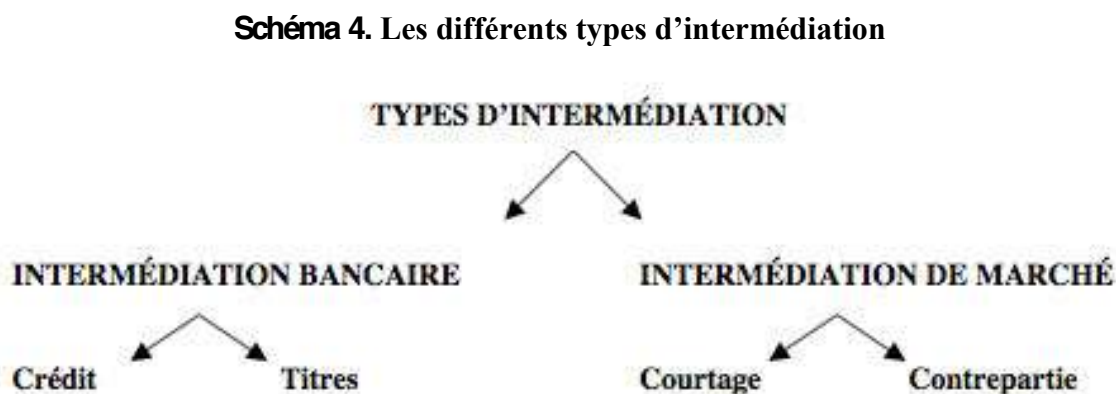 Schéma 4. Les différents types d’intermédiation
TYPES D’INTERMÉDIATION
INTERMÉDIATION BANCAIRE INTERMÉDIATION DE MARCHÉ
Crédit Titres Courtage Contrepartie